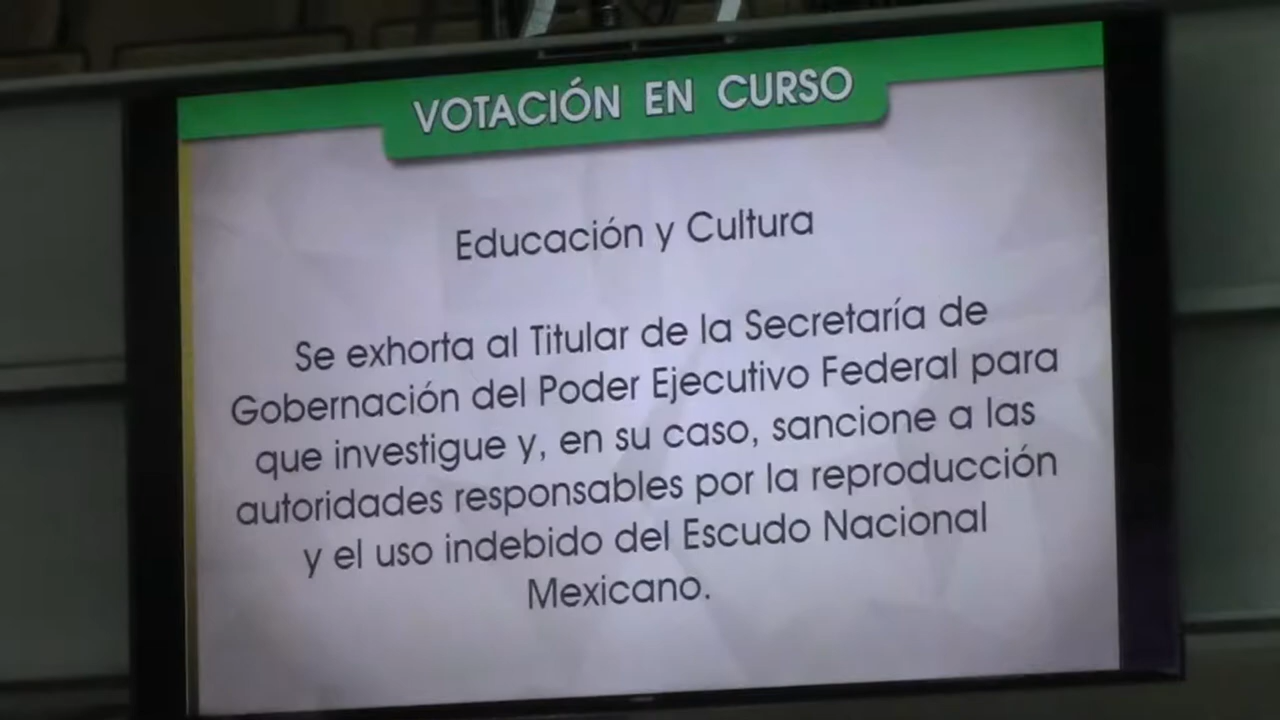 VOTACIÓN EN CURSO
Educación y Cultura
Se exhorta al Titular de la Secretaría de
Gobernación del Poder Ejecutivo Federal para
que investigue y, en su caso, sancione a las
autoridades responsables por la reproducción
y el uso indebido del Escudo Nacional
Mexicano.